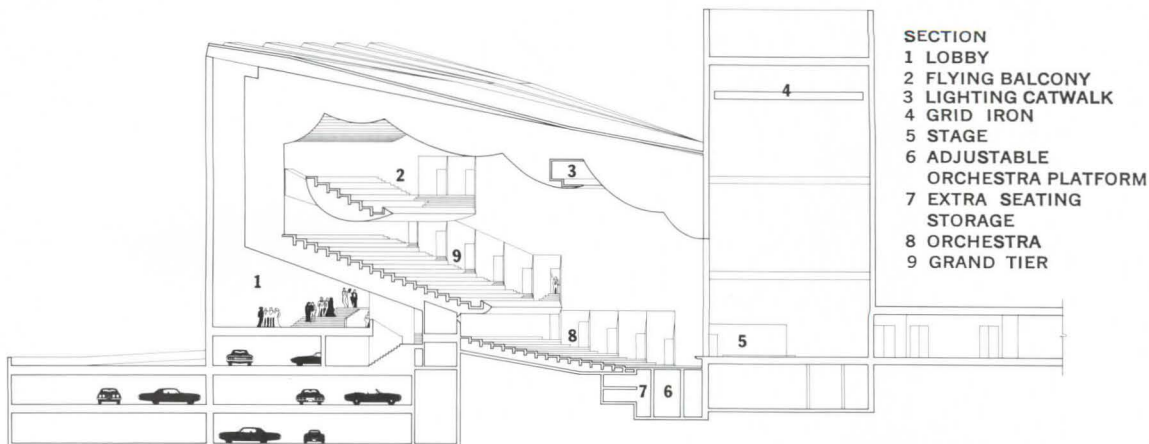 SECTION
1 LOBBY
2 FLYING BALCONY
3 LIGHTING CATWALK
4 GRID IRON
5 STAGE
6 ADJUSTABLE
ORCHESTRA PLATFORM
7 EXTRA SEATING
STORAGE
8 ORCHESTRA
9 GRAND TIER
4
2
3
9
1
8
5
7
6